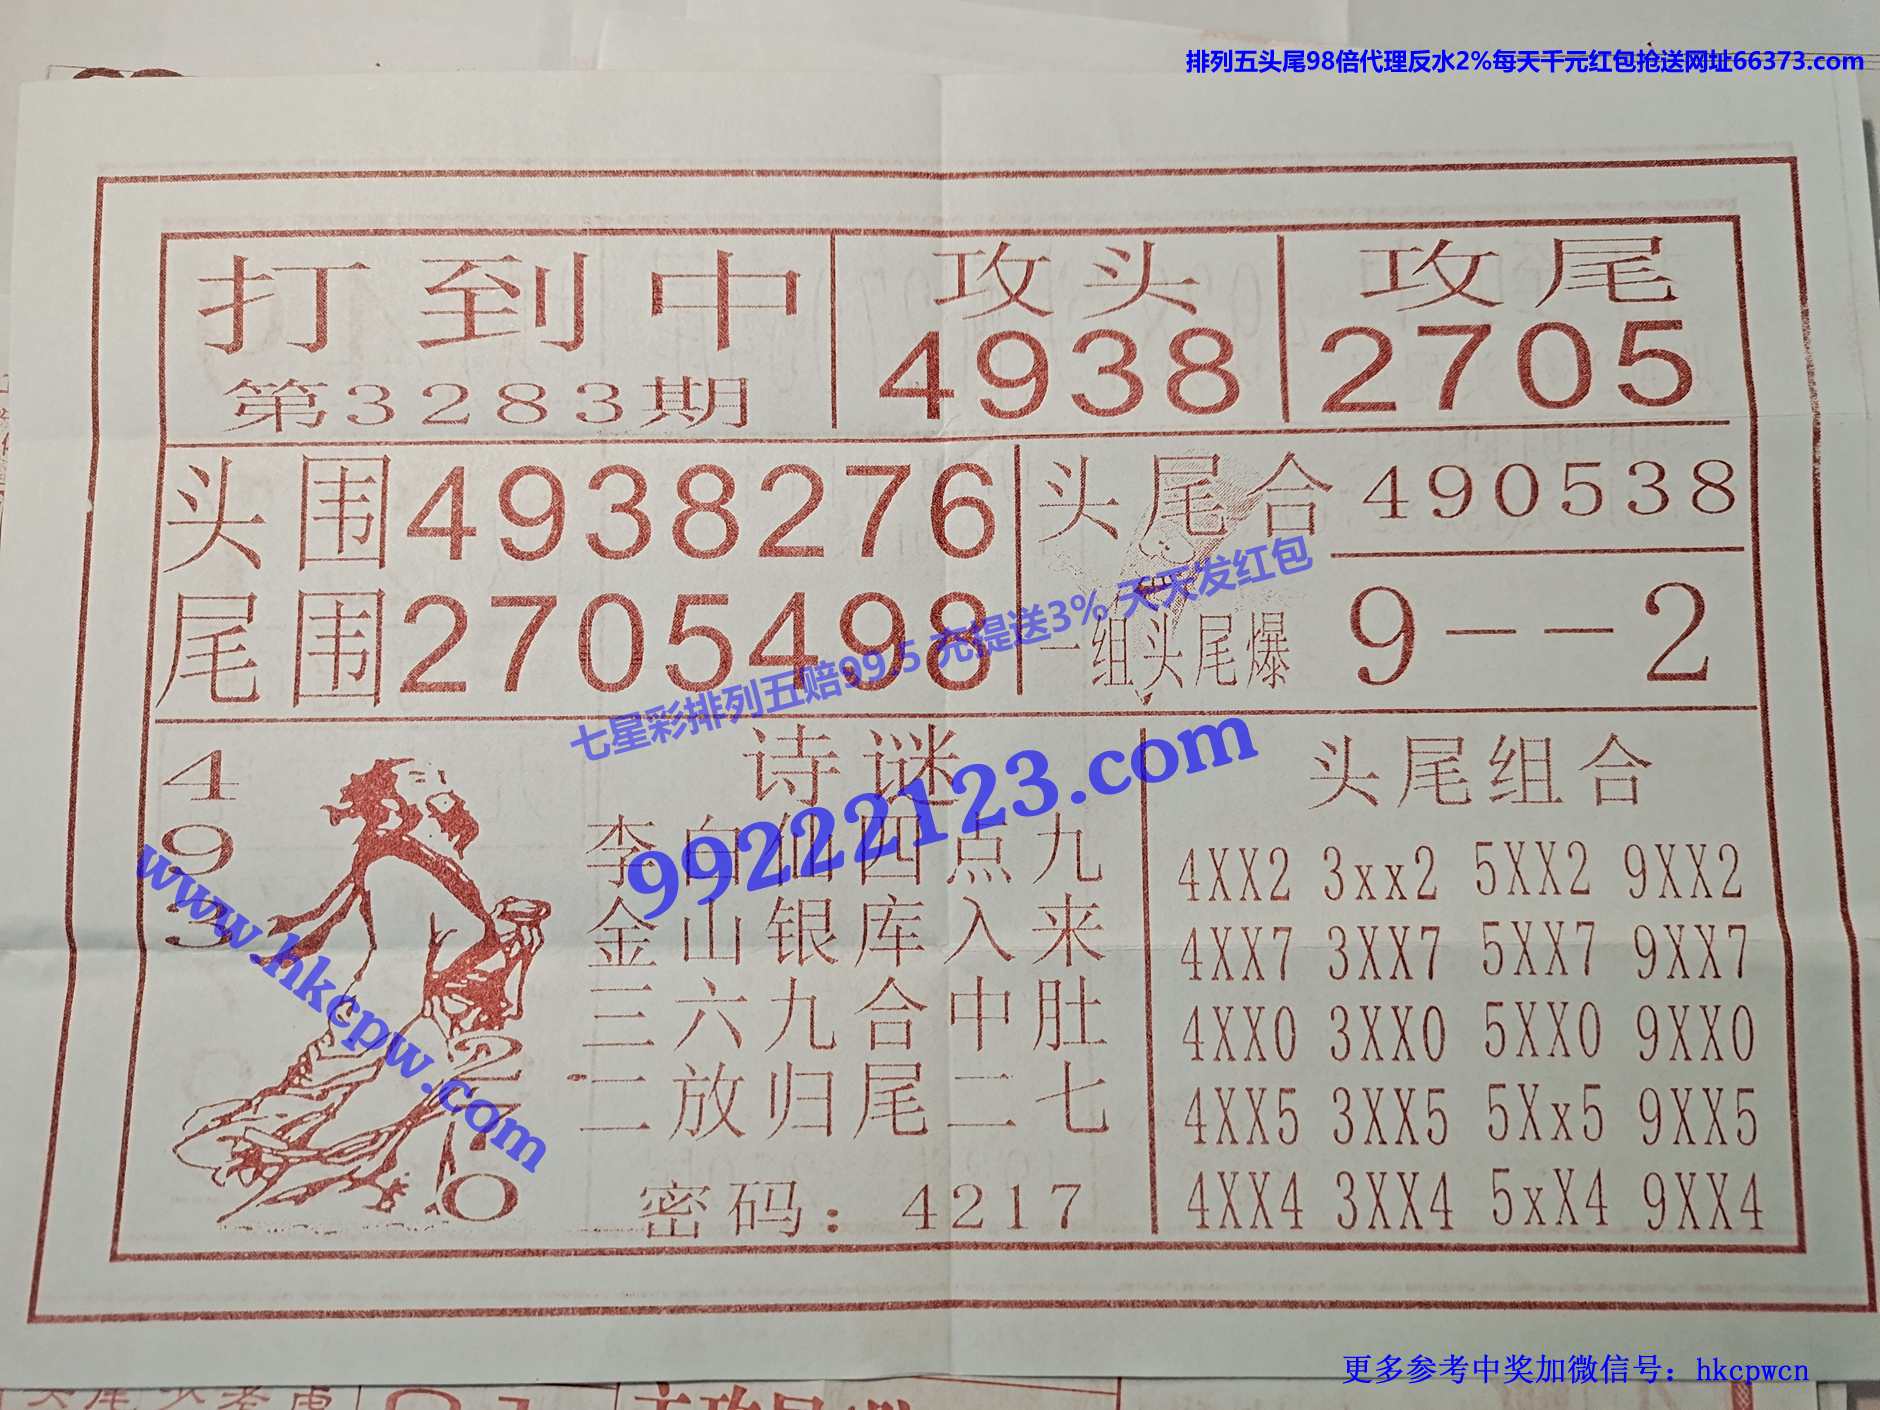 排列五头尾98倍代理反水2%每天千元红包抢送网址66373.com
打到中
第3283期
攻头
4938
攻尾
2705
头围4938276
尾围2705498
头尾合 490538
一组头尾爆 9--2
七星彩排列五赔99.5 充提送3% 天天发红包
99222123.com
www.hkcpw.com
4
9
3
2
7
0
诗谜
李白仙四点九
金山银库入来
三六九合中肚
二放归尾二七
密码：4217
头尾组合
4XX2 3xx2 5XX2 9XX2
4XX7 3XX7 5XX7 9XX7
4XX0 3XX0 5XX0 9XX0
4XX5 3XX5 5Xx5 9XX5
4XX4 3XX4 5xX4 9XX4
更多参考中奖加微信号：hkcpwcn